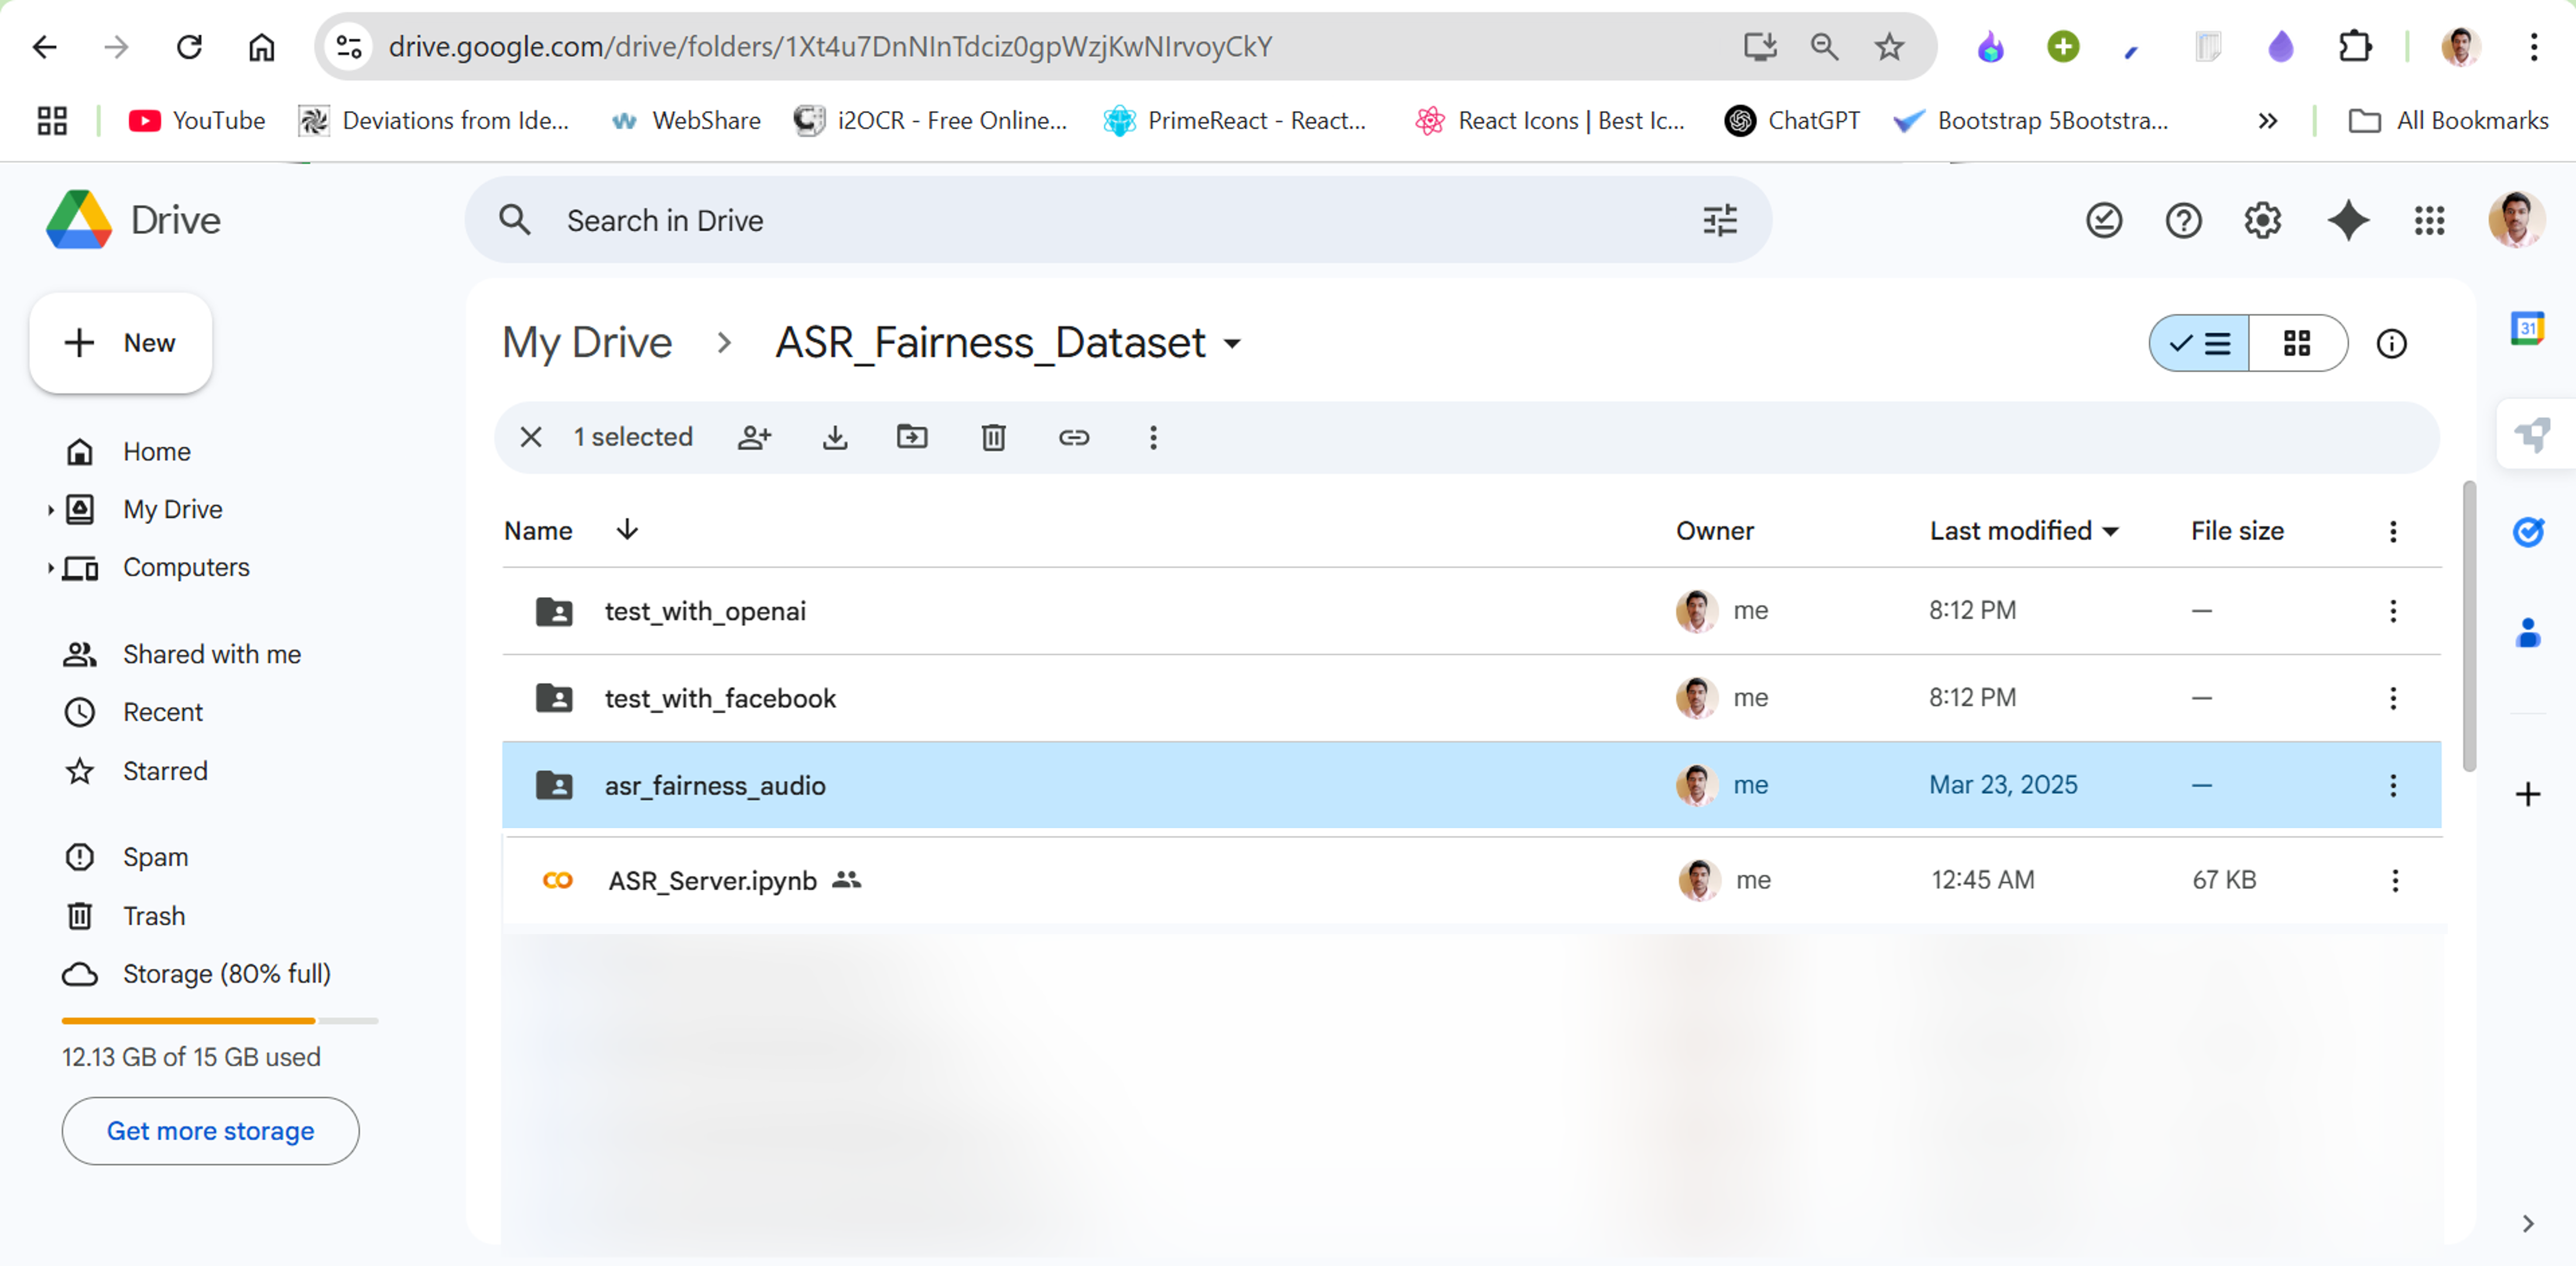 drive.google.com/drive/folders/1Xt4u7DnNInTdciz0gpWzjKwNIrvoyCkY
YouTube Deviations from Ide... WebShare i2OCR - Free Online... PrimeReact - React... React Icons | Best Ic... ChatGPT Bootstrap 5Bootstra... All Bookmarks
Drive
Search in Drive
New
My Drive
ASR_Fairness_Dataset
1 selected
Home
My Drive
Computers
Shared with me
Recent
Starred
Spam
Trash
Storage (80% full)
12.13 GB of 15 GB used
Get more storage
Name Owner Last modified File size
test_with_openai me 8:12 PM —
test_with_facebook me 8:12 PM —
asr_fairness_audio me Mar 23, 2025 —
ASR_Server.ipynb me 12:45 AM 67 KB
31